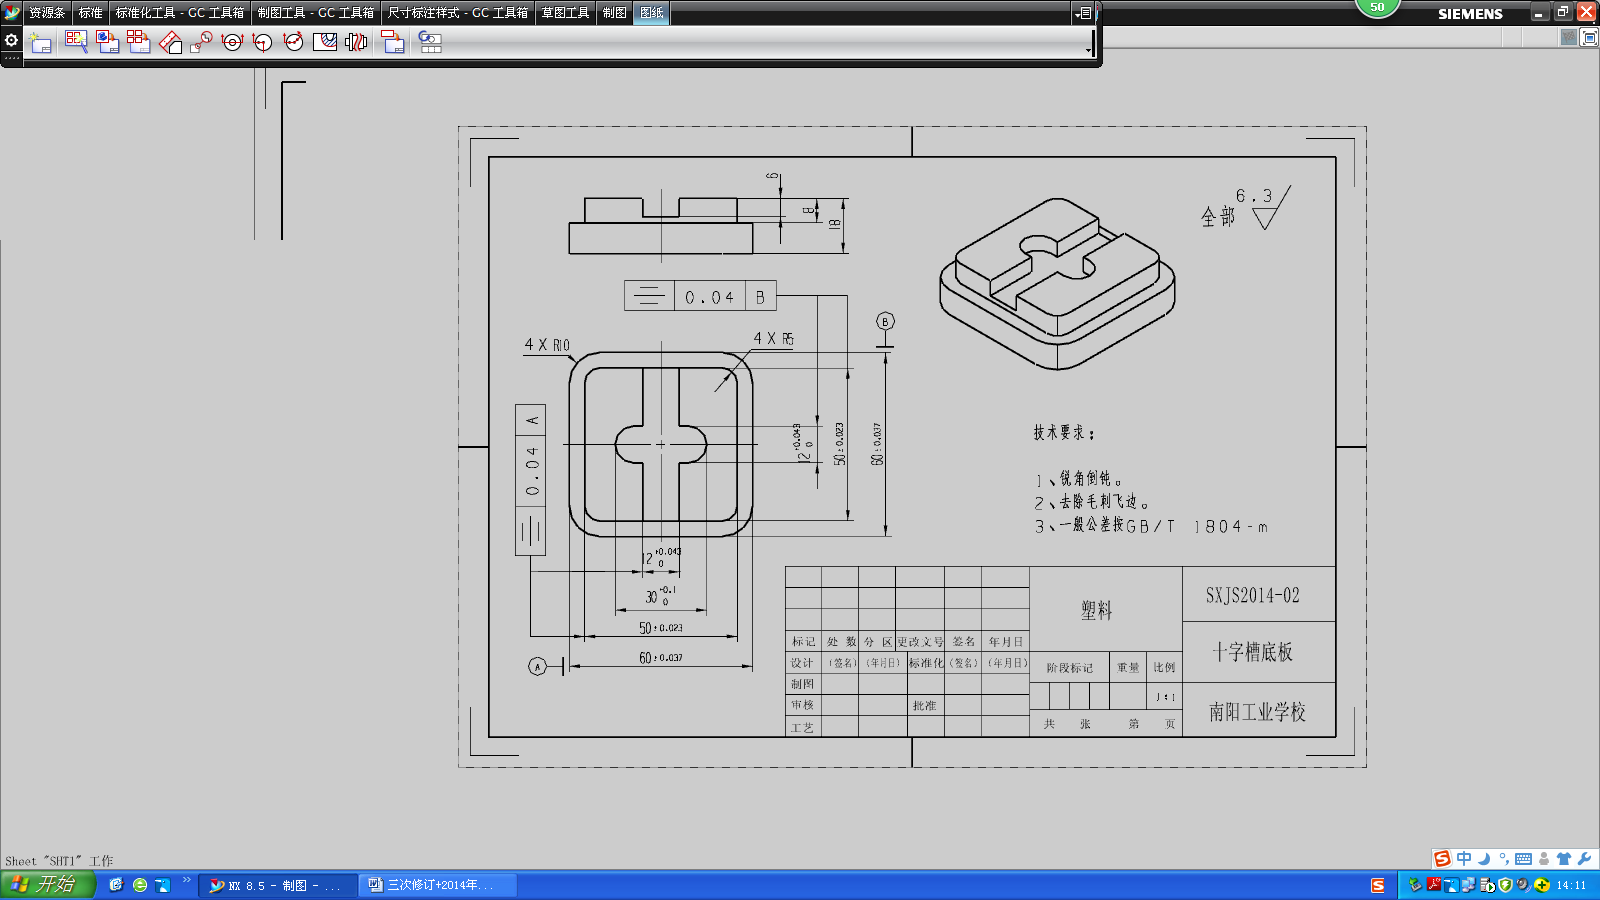 资源条 标准 标准化工具 - GC 工具箱 制图工具 - GC 工具箱 尺寸标注样式 - GC 工具箱 草图工具 制图 图纸
50
SIEMENS
6
8
18
6.3
全部
0.04 B
B
4 X R10
4 X R5
A
0.04
12 +0.043 0
50±0.023
60±0.037
12 +0.043 0
30 +0.1 0
50±0.023
60±0.037
A
技术要求：
1、锐角倒钝。
2、去除毛刺飞边。
3、一般公差按GB/T 1804-m
塑料
SXJS2014-02
十字槽底板
南阳工业学校
标记 处 数 分 区 更改文号 签名 年月日
设计 (签名) (年月日) 标准化 (签名) (年月日)
制图
审核 批准
工艺
阶段标记 重量 比例
1:1
共 张 第 页
Sheet "SHT1" 工作
中
开始
NX 8.5 - 制图 - ...
三次修订+2014年...
14:11